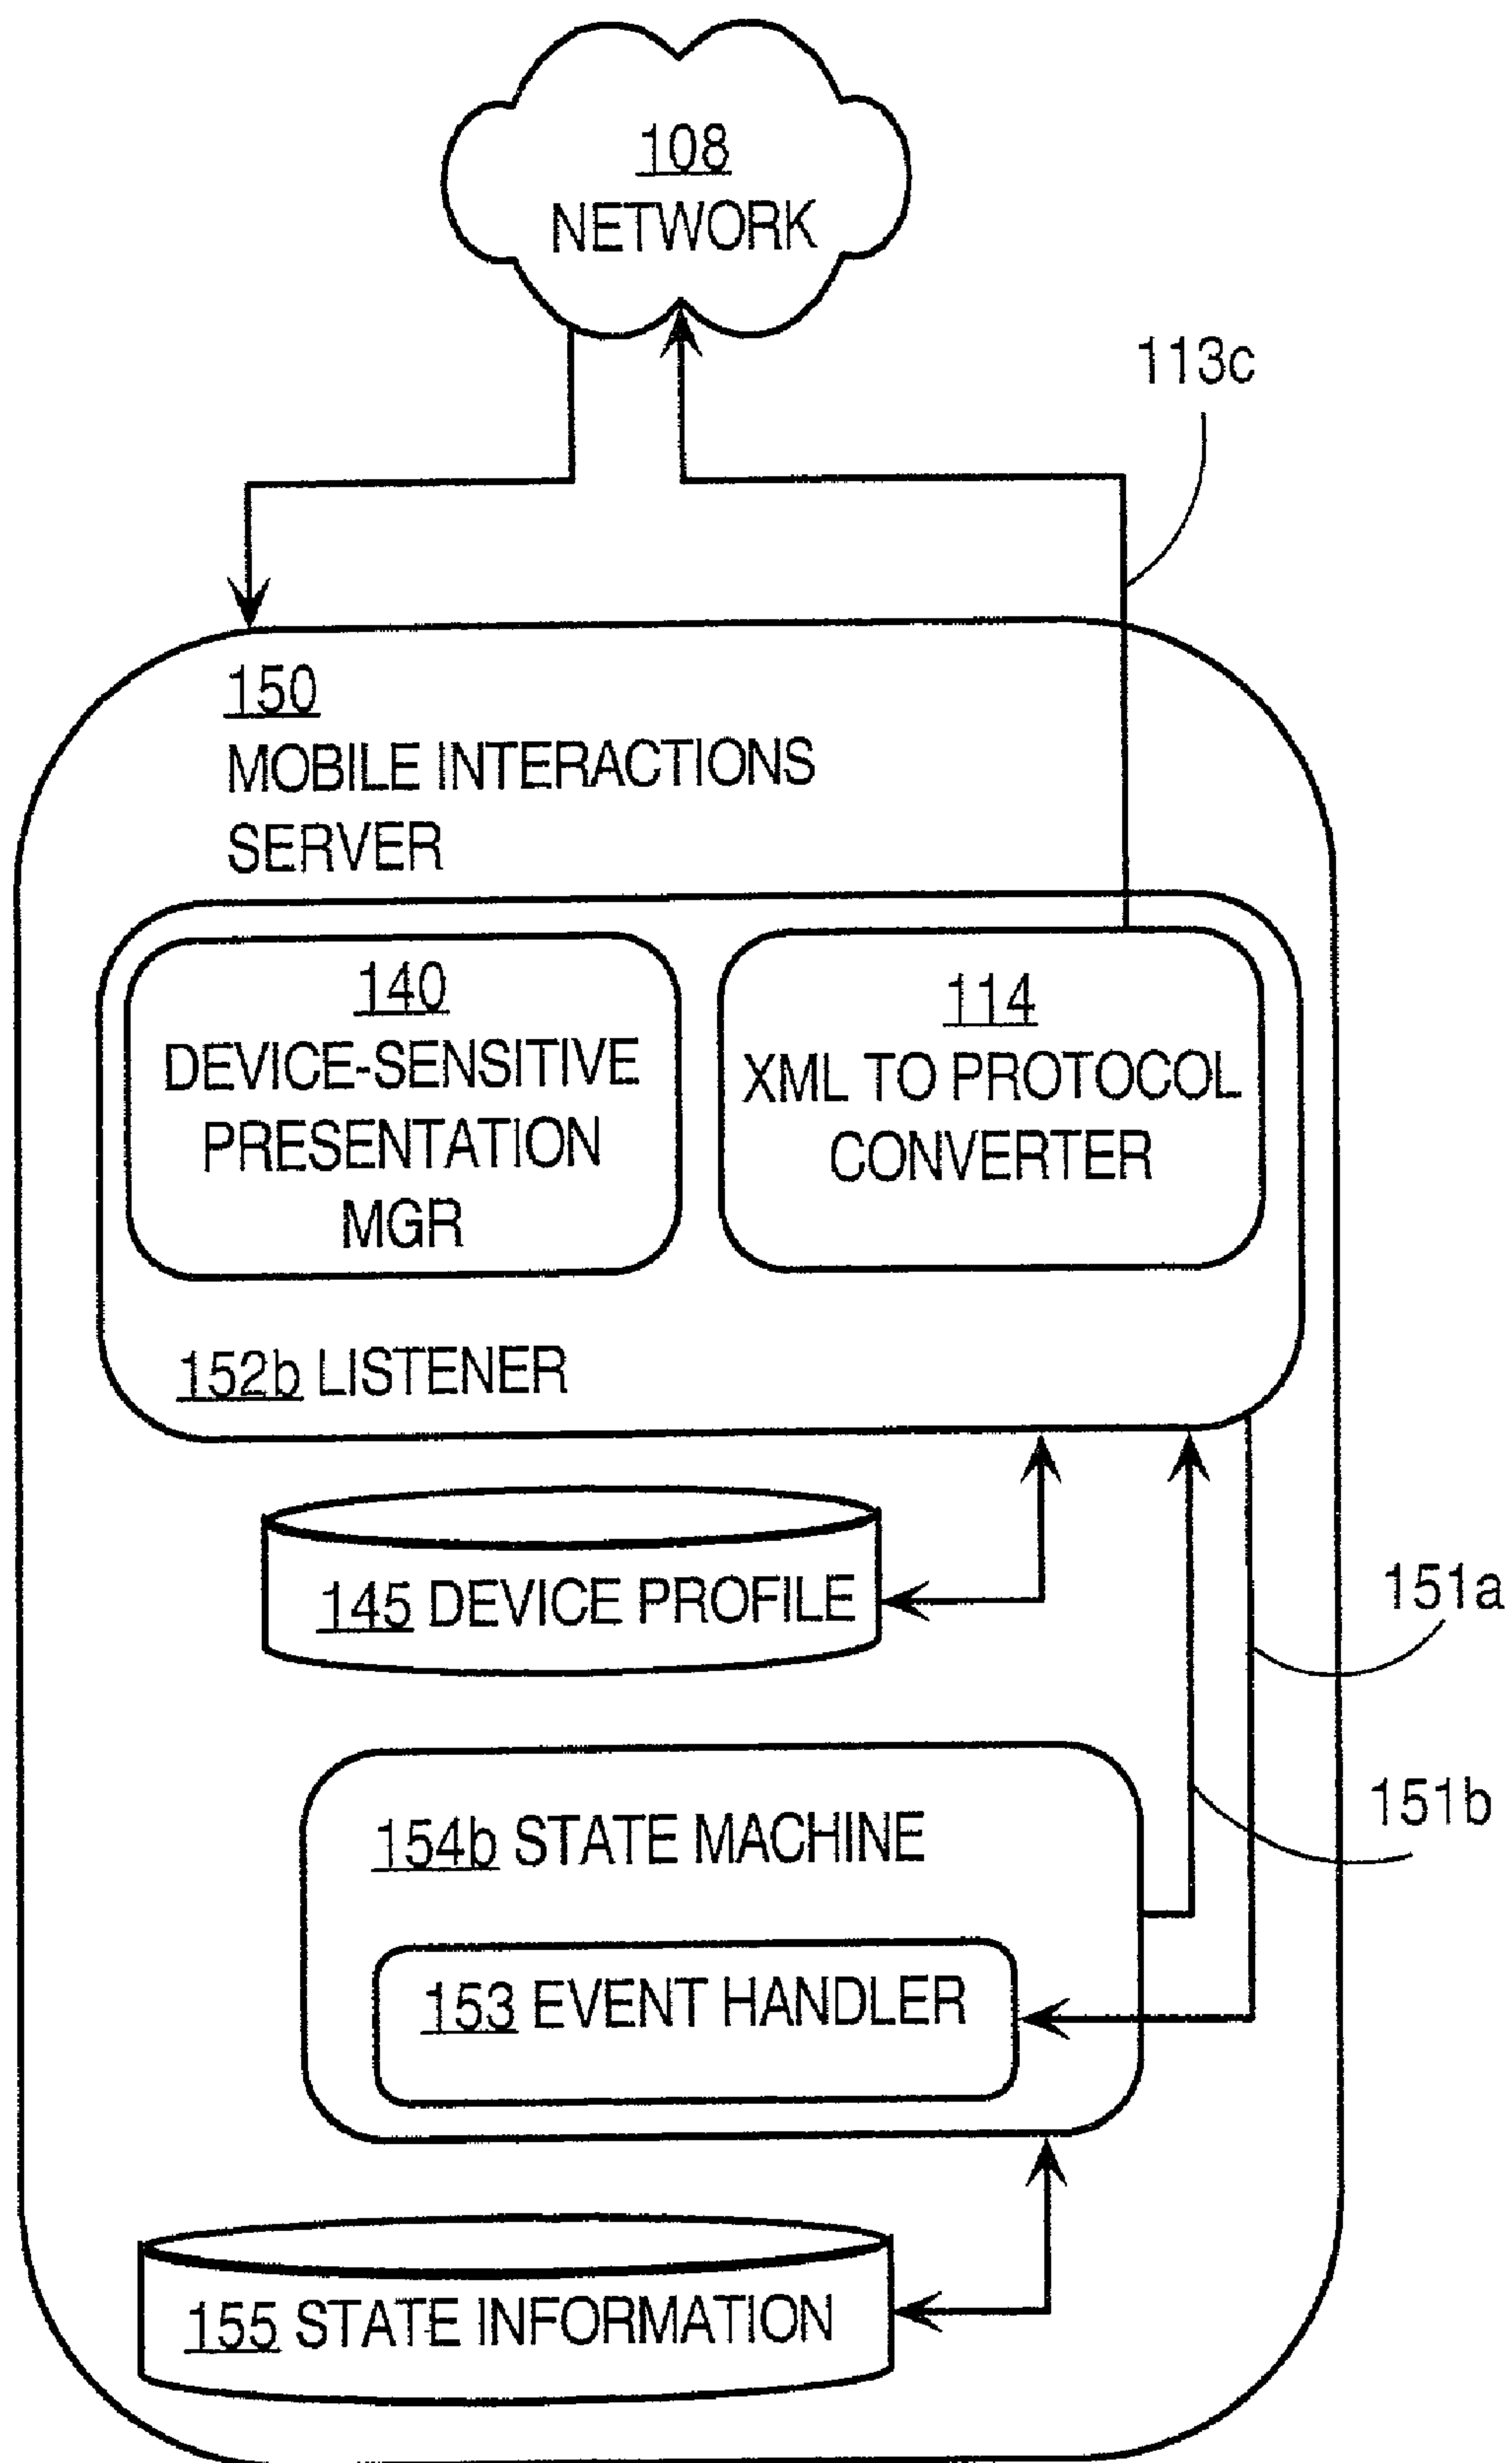 108
NETWORK
113c
150
MOBILE INTERACTIONS
SERVER
140
DEVICE-SENSITIVE
PRESENTATION
MGR
114
XML TO PROTOCOL
CONVERTER
152b LISTENER
145 DEVICE PROFILE
151a
151b
154b STATE MACHINE
153 EVENT HANDLER
155 STATE INFORMATION